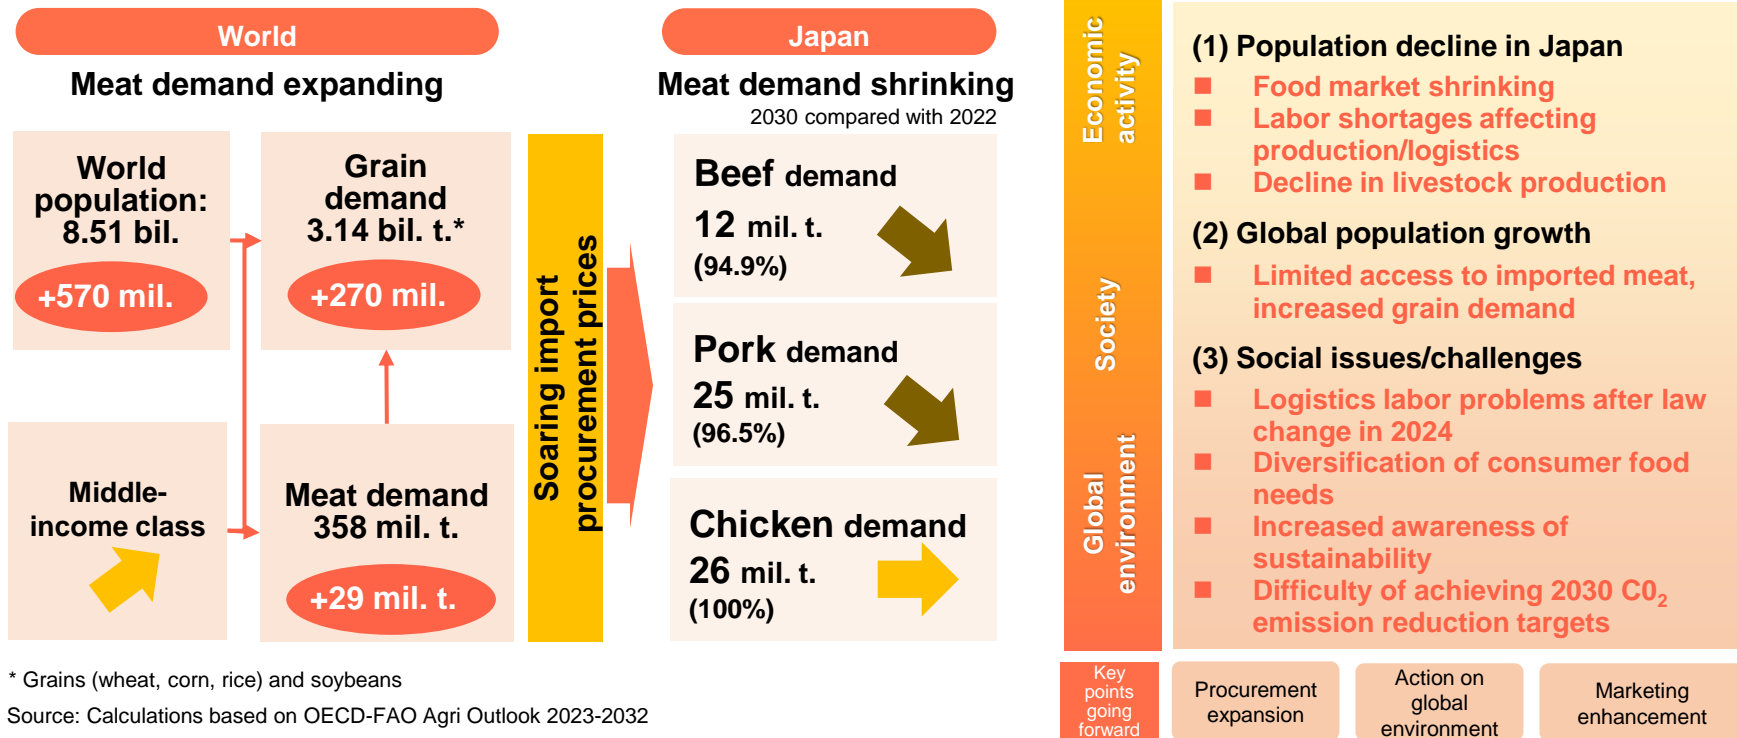 World
Meat demand expanding
World
population:
8.51 bil.
+570 mil.
Grain
demand
3.14 bil. t.*
+270 mil.
Middle-
income class
Meat demand
358 mil. t.
+29 mil. t.
Soaring import
procurement prices
Japan
Meat demand shrinking
2030 compared with 2022
Beef demand
12 mil. t.
(94.9%)
Pork demand
25 mil. t.
(96.5%)
Chicken demand
26 mil. t.
(100%)
* Grains (wheat, corn, rice) and soybeans
Source: Calculations based on OECD-FAO Agri Outlook 2023-2032
Economic
activity
Society
Global
environment
(1) Population decline in Japan
■ Food market shrinking
■ Labor shortages affecting
production/logistics
■ Decline in livestock production
(2) Global population growth
■ Limited access to imported meat,
increased grain demand
(3) Social issues/challenges
■ Logistics labor problems after law
change in 2024
■ Diversification of consumer food
needs
■ Increased awareness of
sustainability
■ Difficulty of achieving 2030 C0₂
emission reduction targets
Key
points
going
forward
Procurement
expansion
Action on
global
environment
Marketing
enhancement